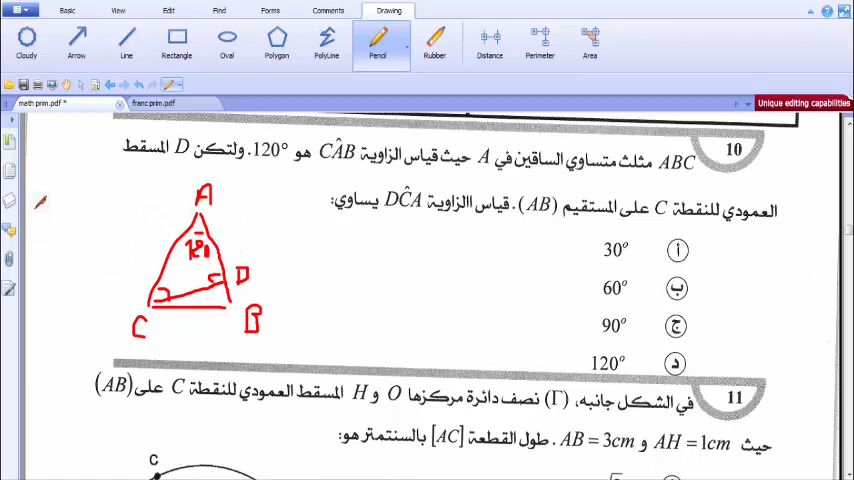 Basic View Find Forms Comments Drawing
Cloudy Arrow Line Rectangle Oval Polygon PolyLine Pencil Rubber Distance Perimeter Area
math prim.pdf * franc prim.pdf Unique editing capabilities
10
ABC مثلث متساوي الساقين في A حيث قياس الزاوية CÂB هو 120°. ولتكن D المسقط
العمودي للنقطة C على المستقيم (AB). قياس االزاوية DĈA يساوي:
أ 30°
ب 60°
ج 90°
د 120°
A
120
D
C
B
11
في الشكل جانبه، (Γ) نصف دائرة مركزها O و H المسقط العمودي للنقطة C على (AB)
حيث AH = 1cm و AB = 3cm. طول القطعة [AC] بالسنتمتر هو:
C